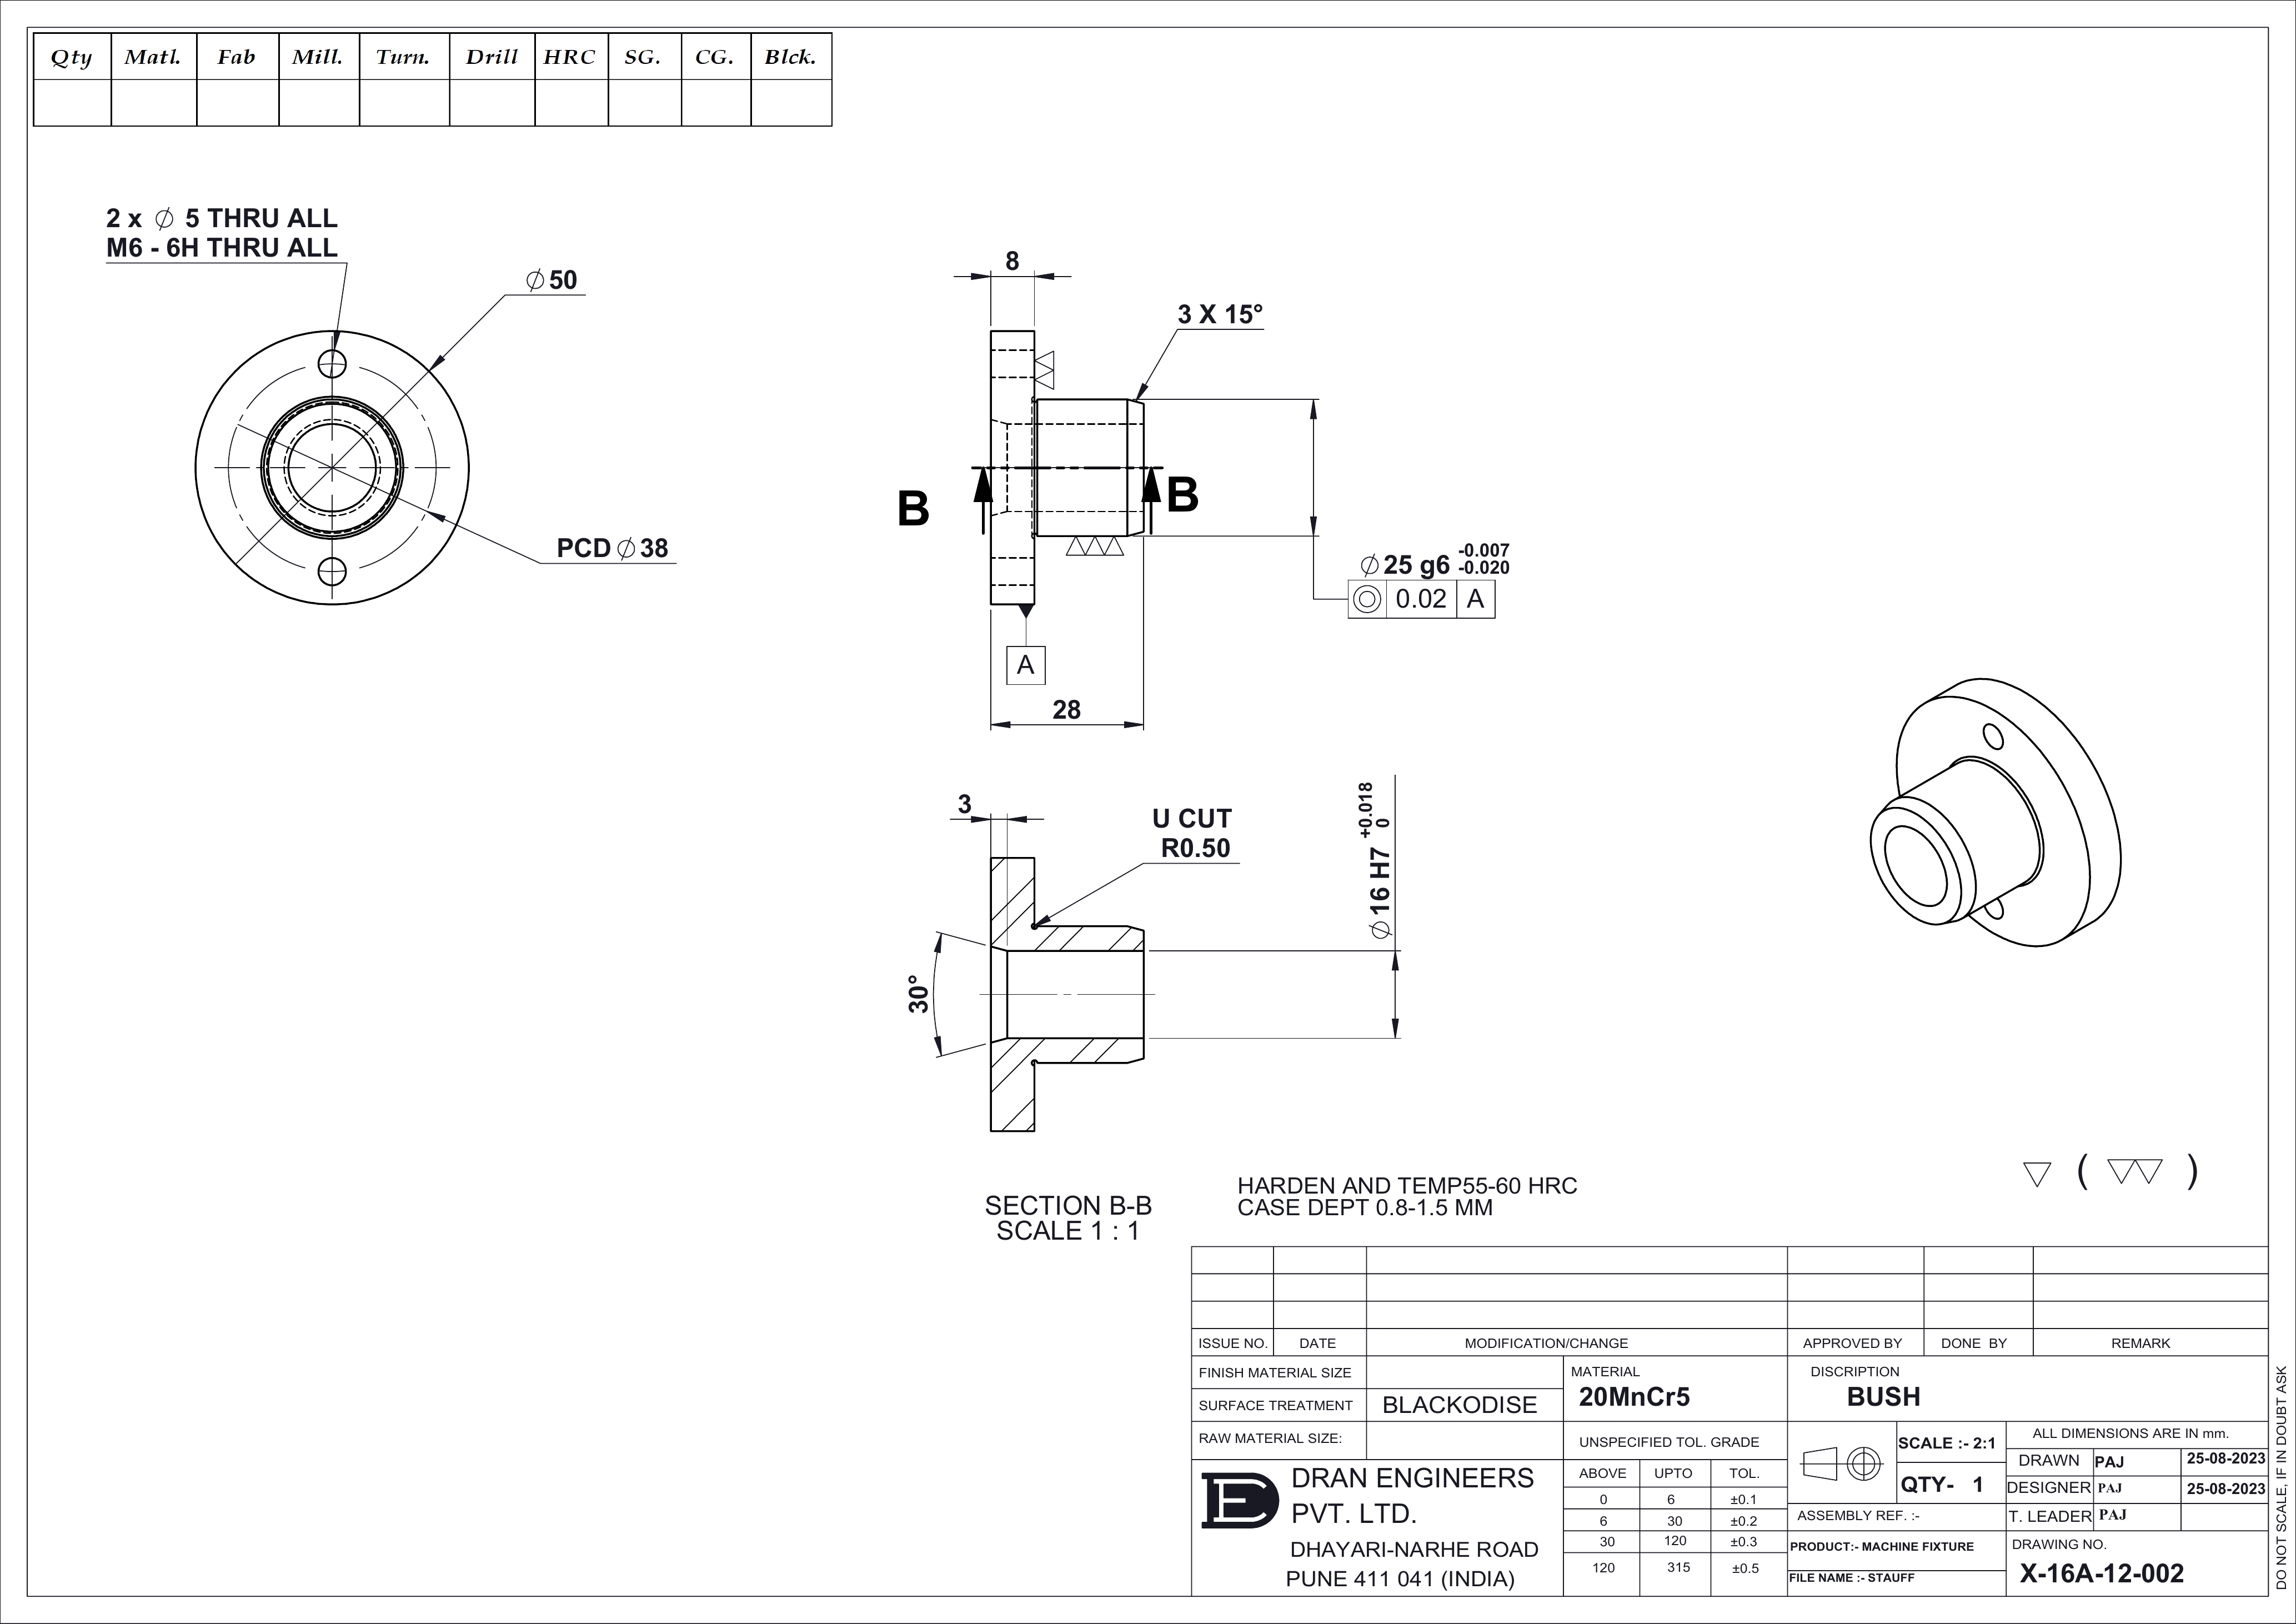 Qty Matl. Fab Mill. Turn. Drill HRC SG. CG. Blck.
2 x ∅ 5 THRU ALL
M6 - 6H THRU ALL
∅50
PCD ∅38
8
3 X 15°
B
B
∅25 g6 -0.007
-0.020
0.02 A
A
28
3
U CUT
R0.50
∅16 H7 +0.018
0
30°
SECTION B-B
SCALE 1 : 1
HARDEN AND TEMP55-60 HRC
CASE DEPT 0.8-1.5 MM
( )
ISSUE NO. DATE MODIFICATION/CHANGE APPROVED BY DONE BY REMARK
FINISH MATERIAL SIZE
SURFACE TREATMENT BLACKODISE
RAW MATERIAL SIZE:
MATERIAL
20MnCr5
DISCRIPTION
BUSH
UNSPECIFIED TOL. GRADE
ABOVE UPTO TOL.
0 6 ±0.1
6 30 ±0.2
30 120 ±0.3
120 315 ±0.5
DE
DRAN ENGINEERS
PVT. LTD.
DHAYARI-NARHE ROAD
PUNE 411 041 (INDIA)
SCALE :- 2:1
QTY- 1
ALL DIMENSIONS ARE IN mm.
DRAWN PAJ 25-08-2023
DESIGNER PAJ 25-08-2023
T. LEADER PAJ
ASSEMBLY REF. :-
PRODUCT:- MACHINE FIXTURE
FILE NAME :- STAUFF
DRAWING NO.
X-16A-12-002
DO NOT SCALE, IF IN DOUBT ASK